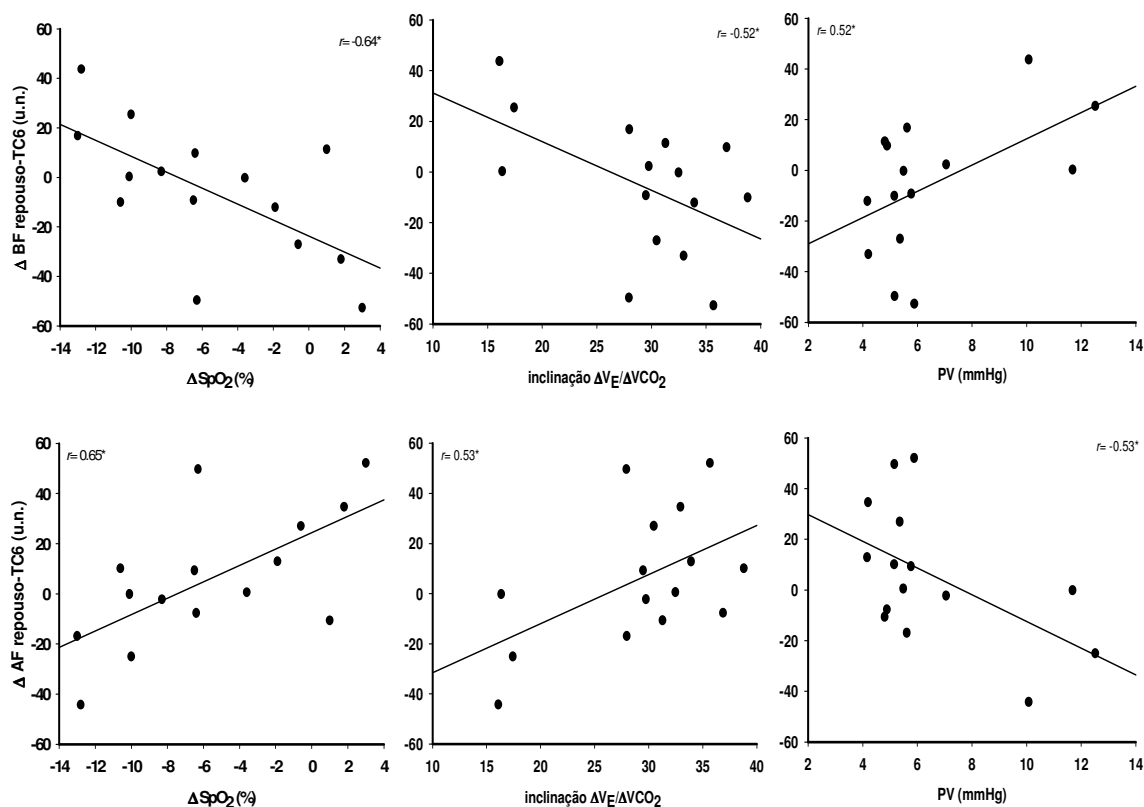 r= -0.64*
60
40
20
0
-20
-40
-60
-14 -12 -10 -8 -6 -4 -2 0 2 4
Δ BF repouso-TC6 (u.n.)
ΔSpO2(%)
r= -0.52*
60
40
20
0
-20
-40
-60
10 15 20 25 30 35 40
inclinação ΔVE/ΔVCO2
r= 0.52*
60
40
20
0
-20
-40
-60
2 4 6 8 10 12 14
PV (mmHg)
r= 0.65*
60
40
20
0
-20
-40
-60
-14 -12 -10 -8 -6 -4 -2 0 2 4
Δ AF repouso-TC6 (u.n.)
ΔSpO2(%)
r= 0.53*
60
40
20
0
-20
-40
-60
10 15 20 25 30 35 40
inclinação ΔVE/ΔVCO2
r= -0.53*
60
50
40
30
20
10
0
-10
-20
-30
-40
-50
-60
2 4 6 8 10 12 14
PV (mmHg)